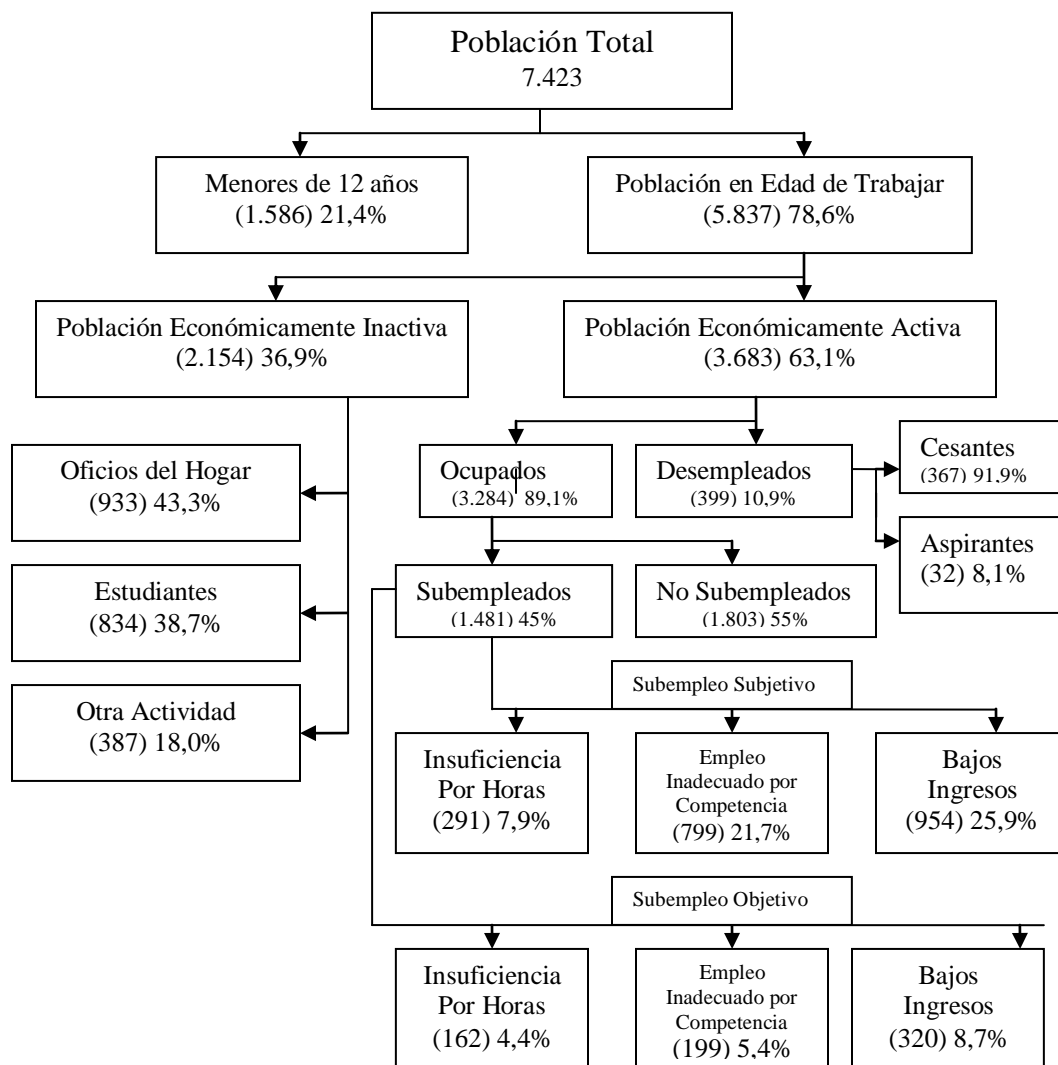 Población Total
7.423
Menores de 12 años
(1.586) 21,4%
Población en Edad de Trabajar
(5.837) 78,6%
Población Económicamente Inactiva
(2.154) 36,9%
Población Económicamente Activa
(3.683) 63,1%
Oficios del Hogar
(933) 43,3%
Ocupados
(3.284) 89,1%
Desempleados
(399) 10,9%
Cesantes
(367) 91,9%
Aspirantes
(32) 8,1%
Estudiantes
(834) 38,7%
Subempleados
(1.481) 45%
No Subempleados
(1.803) 55%
Otra Actividad
(387) 18,0%
Subempleo Subjetivo
Insuficiencia
Por Horas
(291) 7,9%
Empleo
Inadecuado por
Competencia
(799) 21,7%
Bajos
Ingresos
(954) 25,9%
Subempleo Objetivo
Insuficiencia
Por Horas
(162) 4,4%
Empleo
Inadecuado por
Competencia
(199) 5,4%
Bajos
Ingresos
(320) 8,7%